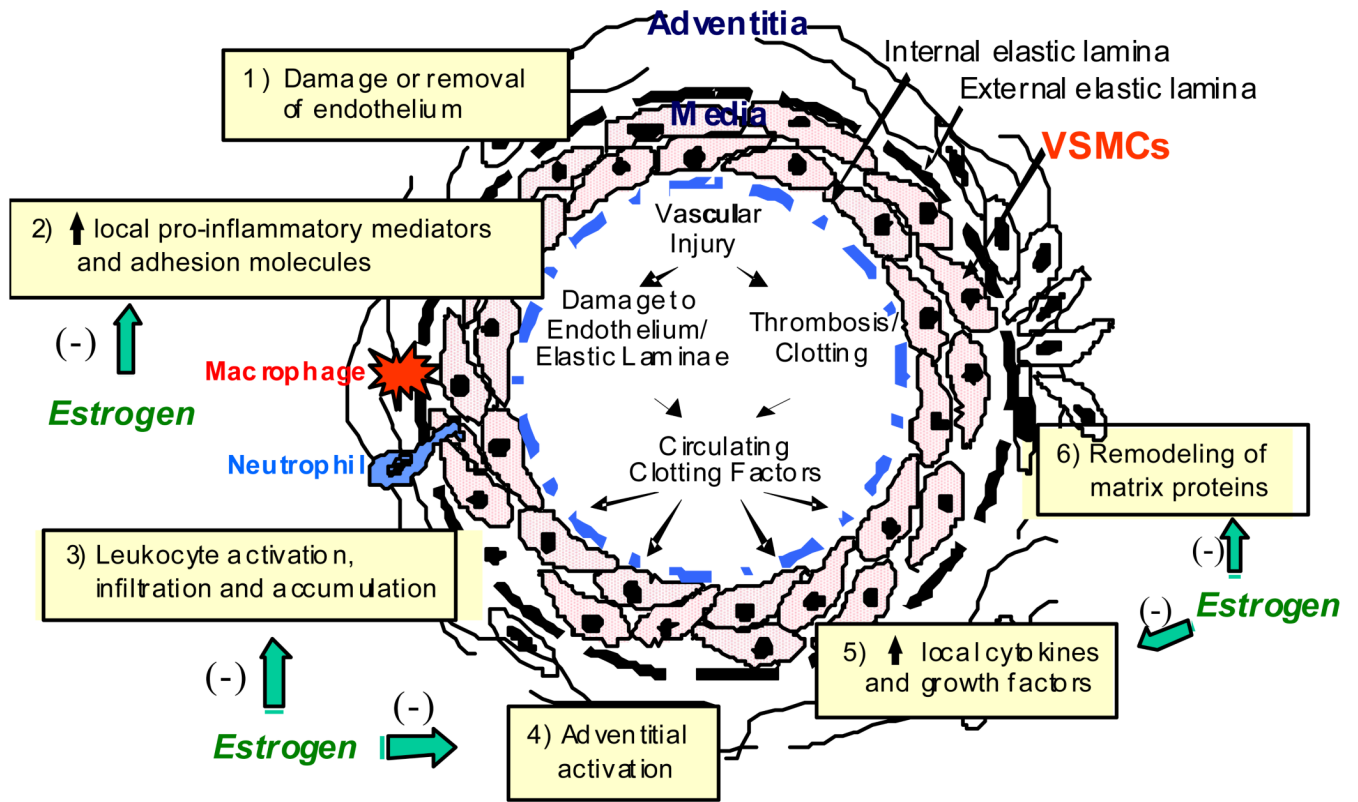 Adventitia
Internal elastic lamina
External elastic lamina
VSMCs
Media
1) Damage or removal
of endothelium
2) ⬆ local pro-inflammatory mediators
and adhesion molecules
(-)
Estrogen
Macrophage
Neutrophil
Vascular
Injury
Damage to
Endothelium/
Elastic Laminae
Thrombosis/
Clotting
Circulating
Clotting Factors
3) Leukocyte activation,
infiltration and accumulation
(-)
Estrogen
(-)
4) Adventitial
activation
5) ⬆ local cytokines
and growth factors
6) Remodeling of
matrix proteins
(-)
(-)
Estrogen